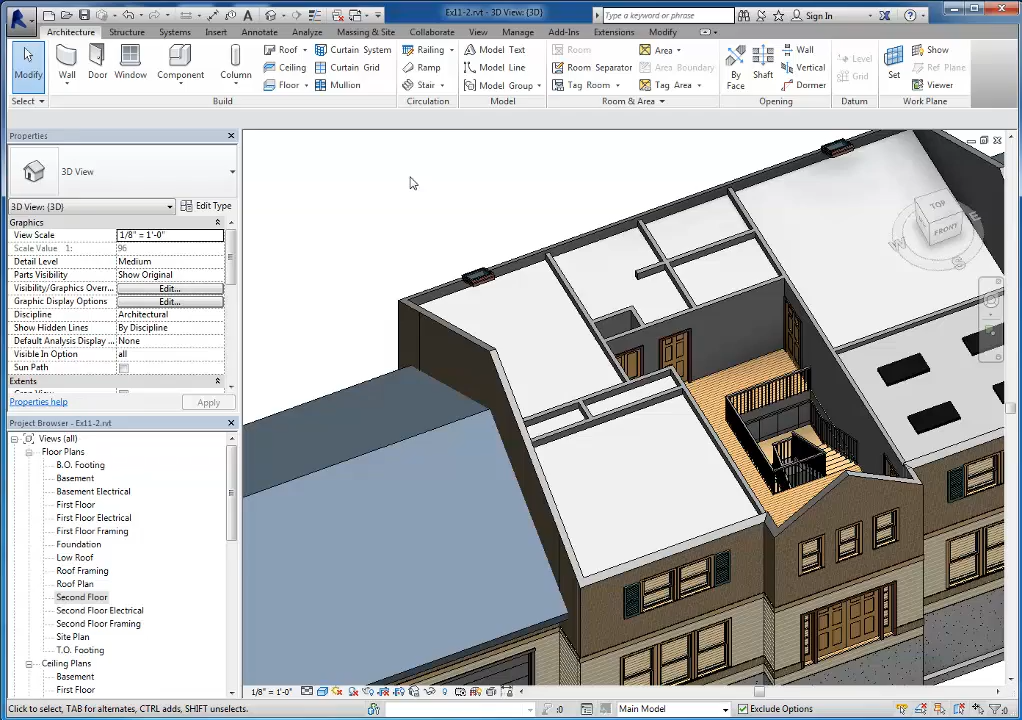 Ex11-2.rvt - 3D View: {3D}
Type a keyword or phrase
Sign In
Architecture Structure Systems Insert Annotate Analyze Massing & Site Collaborate View Manage Add-Ins Extensions Modify
Modify Wall Door Window Component Column
Roof Curtain System
Ceiling Curtain Grid
Floor Mullion
Railing
Ramp
Stair
Model Text
Model Line
Model Group
Room
Room Separator
Tag Room
Area
Area Boundary
Tag Area
By Face
Shaft
Wall
Vertical
Dormer
Level
Grid
Set
Show
Ref Plane
Viewer
Select Build Circulation Model Room & Area Opening Datum Work Plane
Properties
3D View
3D View: {3D} Edit Type
Graphics
View Scale 1/8" = 1'-0"
Scale Value 1: 96
Detail Level Medium
Parts Visibility Show Original
Visibility/Graphics Overr... Edit...
Graphic Display Options Edit...
Discipline Architectural
Show Hidden Lines By Discipline
Default Analysis Display ... None
Visible In Option all
Sun Path
Extents
Properties help Apply
Project Browser - Ex11-2.rvt
Views (all)
Floor Plans
B.O. Footing
Basement
Basement Electrical
First Floor
First Floor Electrical
First Floor Framing
Foundation
Low Roof
Roof Framing
Roof Plan
Second Floor
Second Floor Electrical
Second Floor Framing
Site Plan
T.O. Footing
Ceiling Plans
Basement
First Floor
TOP
FRONT
W
S
E
1/8" = 1'-0"
Click to select, TAB for alternates, CTRL adds, SHIFT unselects. :0 Main Model Exclude Options :0